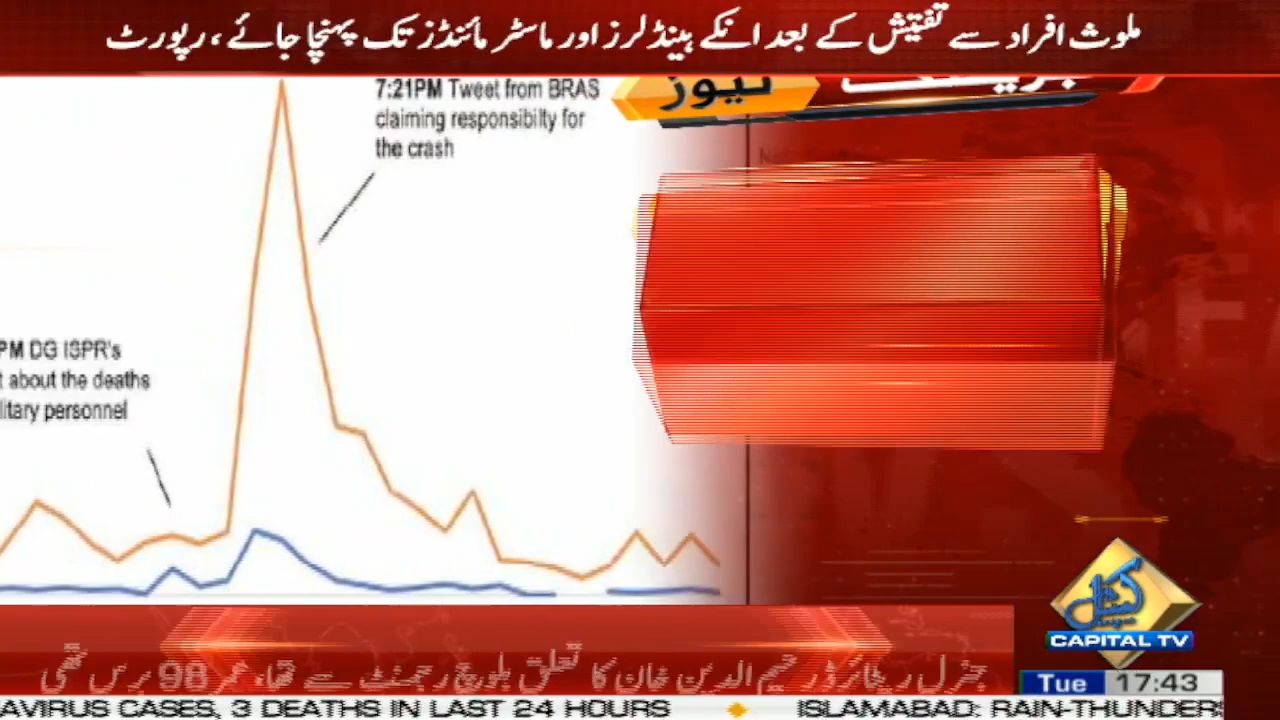 ملوث افراد سے تفتیش کے بعد انکے ہینڈلرز اور ماسٹر مائنڈز تک پہنچا جائے، رپورٹ
نیوز
7:21PM Tweet from BRAS
claiming responsibilty for
the crash
PM DG ISPR's
t about the deaths
litary personnel
کیپیٹل
CAPITAL TV
جنرل ریٹائرڈ رحیم الدین خان کا تعلق بلوچ رجمنٹ سے تھا، عمر 98 برس تھی
Tue 17:43
AVIRUS CASES, 3 DEATHS IN LAST 24 HOURS
ISLAMABAD: RAIN-THUNDERS